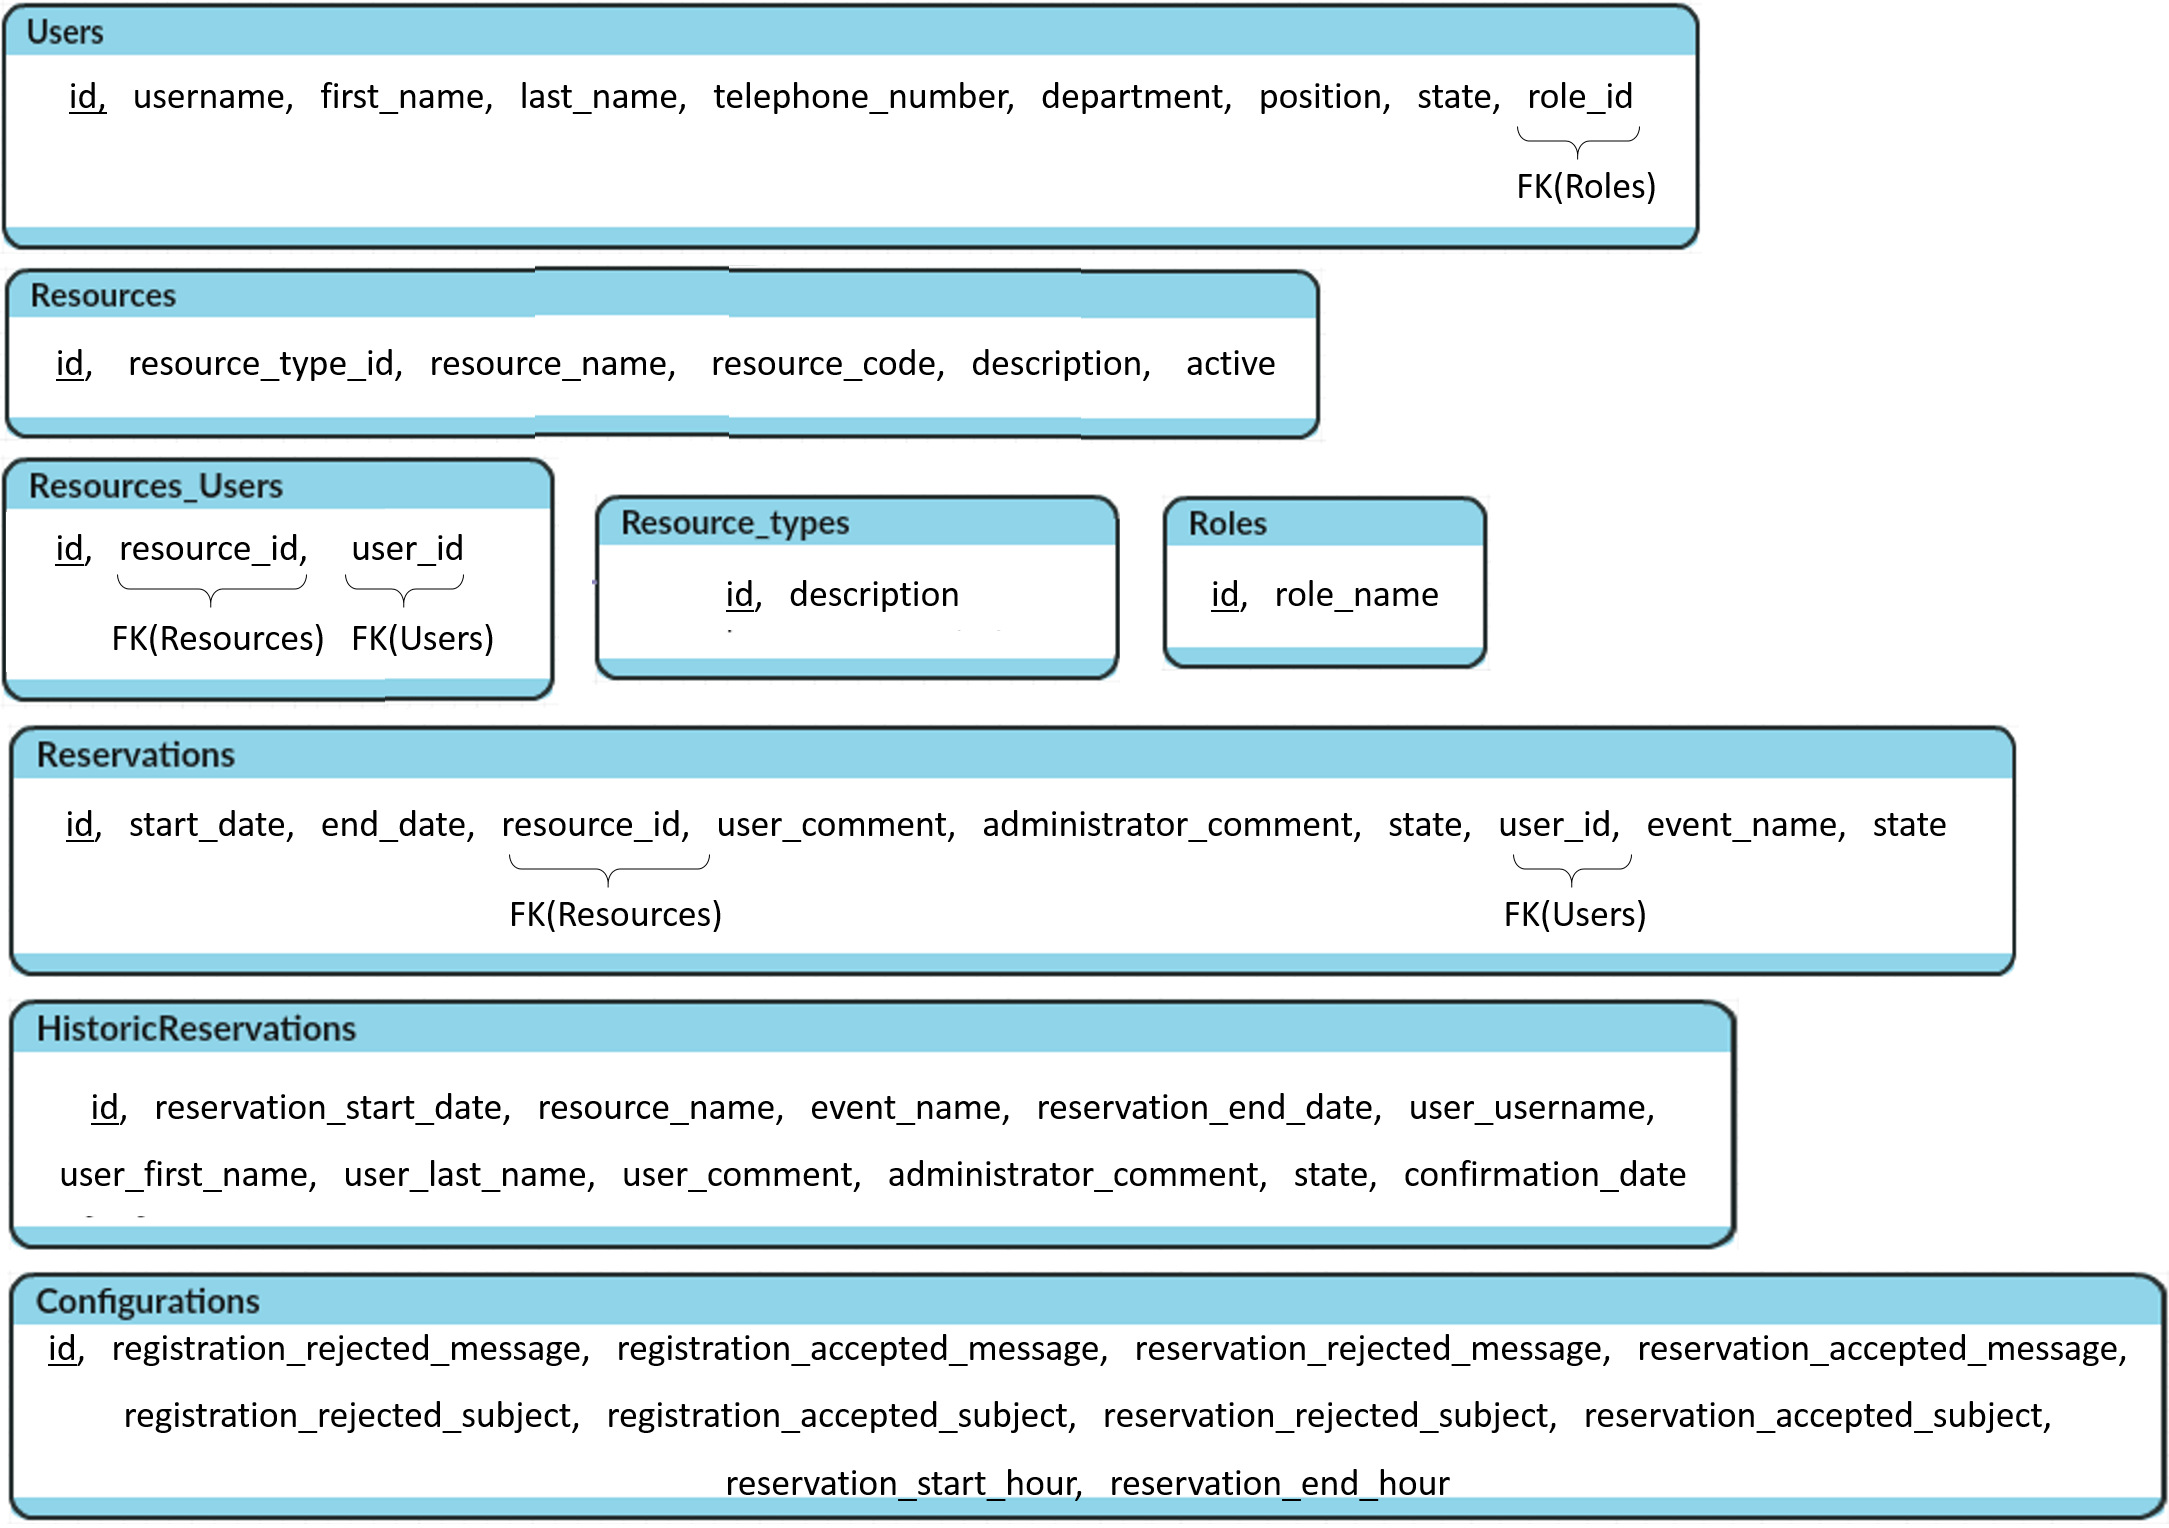 Users
id, username, first_name, last_name, telephone_number, department, position, state, role_id
FK(Roles)
Resources
id, resource_type_id, resource_name, resource_code, description, active
Resources_Users
id, resource_id, user_id
FK(Resources) FK(Users)
Resource_types
id, description
Roles
id, role_name
Reservations
id, start_date, end_date, resource_id, user_comment, administrator_comment, state, user_id, event_name, state
FK(Resources) FK(Users)
HistoricReservations
id, reservation_start_date, resource_name, event_name, reservation_end_date, user_username,
user_first_name, user_last_name, user_comment, administrator_comment, state, confirmation_date
Configurations
id, registration_rejected_message, registration_accepted_message, reservation_rejected_message, reservation_accepted_message,
registration_rejected_subject, registration_accepted_subject, reservation_rejected_subject, reservation_accepted_subject,
reservation_start_hour, reservation_end_hour